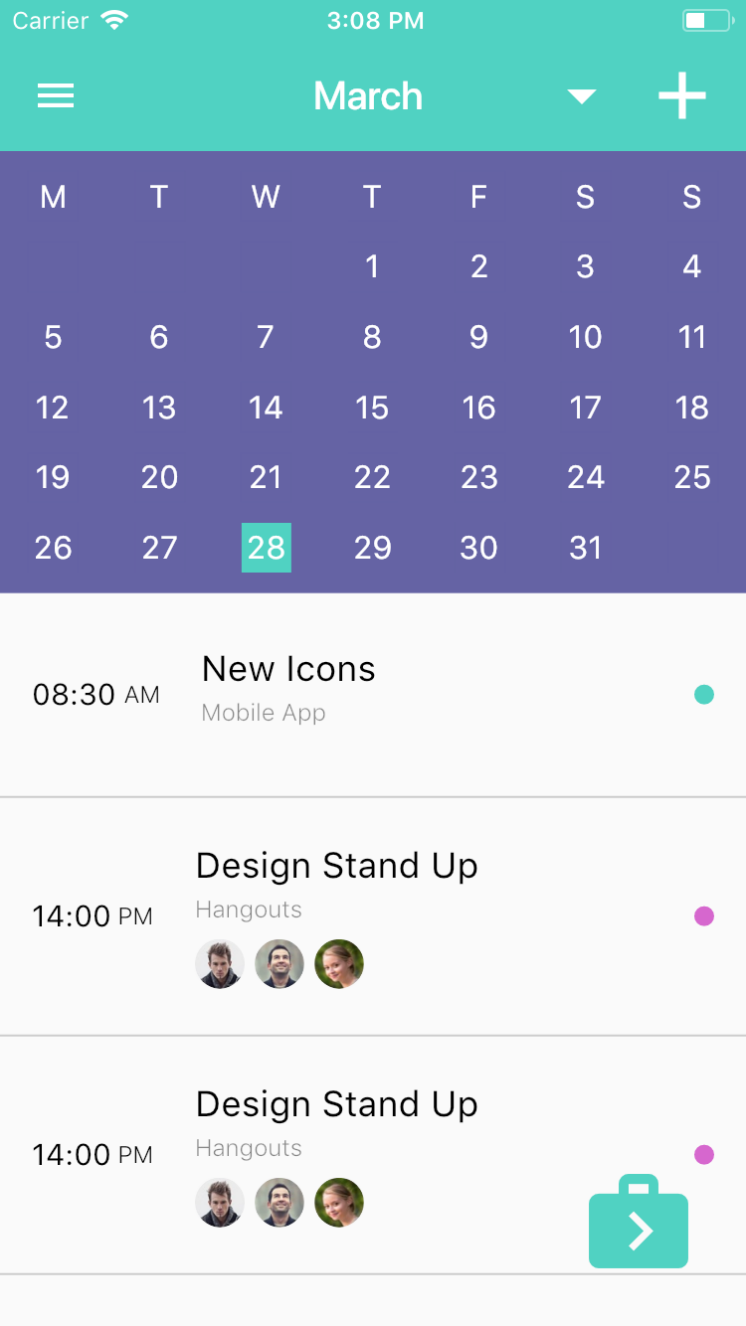 Carrier 3:08 PM
March
M T W T F S S
1 2 3 4
5 6 7 8 9 10 11
12 13 14 15 16 17 18
19 20 21 22 23 24 25
26 27 28 29 30 31
New Icons
08:30 AM
Mobile App
Design Stand Up
14:00 PM
Hangouts
Design Stand Up
14:00 PM
Hangouts